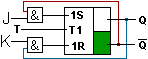 J & 1S Q
T T1
K & 1R Q̅